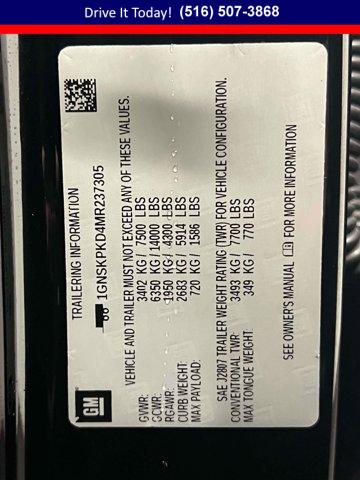 Drive It Today! (516) 507-3868
TRAILERING INFORMATION
1GNSKPKD4MR237305
VEHICLE AND TRAILER MUST NOT EXCEED ANY OF THESE VALUES.
GVWR: 3402 KG/ 7500 LBS
GCWR: 6350 KG/14000 LBS
RGAWR: 1950 KG/ 4300 LBS
CURB WEIGHT: 2683 KG/ 5914 LBS
MAX PAYLOAD: 720 KG/ 1586 LBS
SAE J2807 TRAILER WEIGHT RATING (TWR) FOR VEHICLE CONFIGURATION.
CONVENTIONAL TWR: 3493 KG/ 7700 LBS
MAX TONGUE WEIGHT: 349 KG/ 770 LBS
SEE OWNER'S MANUAL FOR MORE INFORMATION
GM